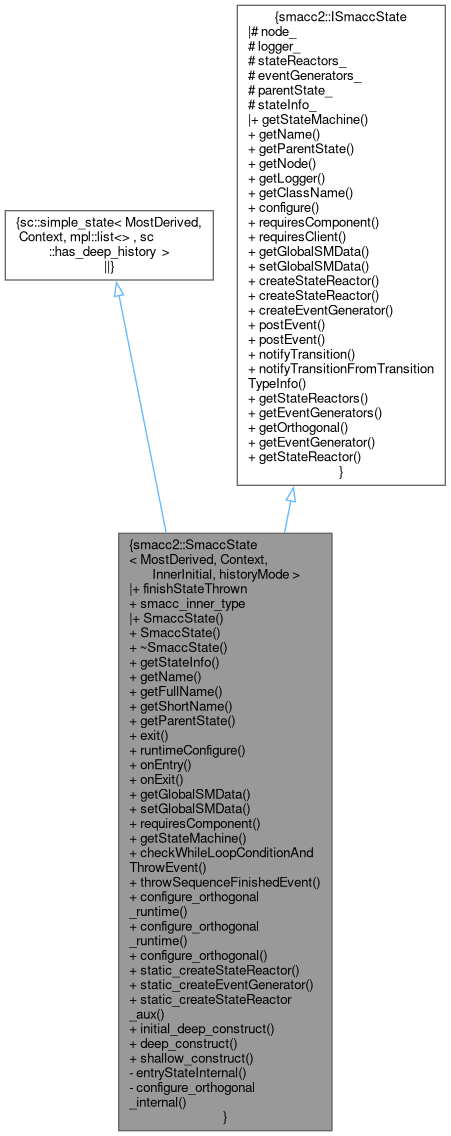 {smacc2::ISmaccState
|# node_
# logger_
# stateReactors_
# eventGenerators_
# parentState_
# stateInfo_
|+ getStateMachine()
+ getName()
+ getParentState()
+ getNode()
+ getLogger()
+ getClassName()
+ configure()
+ requiresComponent()
+ requiresClient()
+ getGlobalSMData()
+ setGlobalSMData()
+ createStateReactor()
+ createStateReactor()
+ createEventGenerator()
+ postEvent()
+ postEvent()
+ notifyTransition()
+ notifyTransitionFromTransition
TypeInfo()
+ getStateReactors()
+ getEventGenerators()
+ getOrthogonal()
+ getEventGenerator()
+ getStateReactor()
}
{sc::simple_state< MostDerived,
Context, mpl::list<> , sc
::has_deep_history >
||}
{smacc2::SmaccState
< MostDerived, Context,
InnerInitial, historyMode >
|+ finishStateThrown
+ smacc_inner_type
|+ SmaccState()
+ SmaccState()
+ ~SmaccState()
+ getStateInfo()
+ getName()
+ getFullName()
+ getShortName()
+ getParentState()
+ exit()
+ runtimeConfigure()
+ onEntry()
+ onExit()
+ getGlobalSMData()
+ setGlobalSMData()
+ requiresComponent()
+ getStateMachine()
+ checkWhileLoopConditionAnd
ThrowEvent()
+ throwSequenceFinishedEvent()
+ configure_orthogonal
_runtime()
+ configure_orthogonal
_runtime()
+ configure_orthogonal()
+ static_createStateReactor()
+ static_createEventGenerator()
+ static_createStateReactor
_aux()
+ initial_deep_construct()
+ deep_construct()
+ shallow_construct()
- entryStateInternal()
- configure_orthogonal
_internal()
}